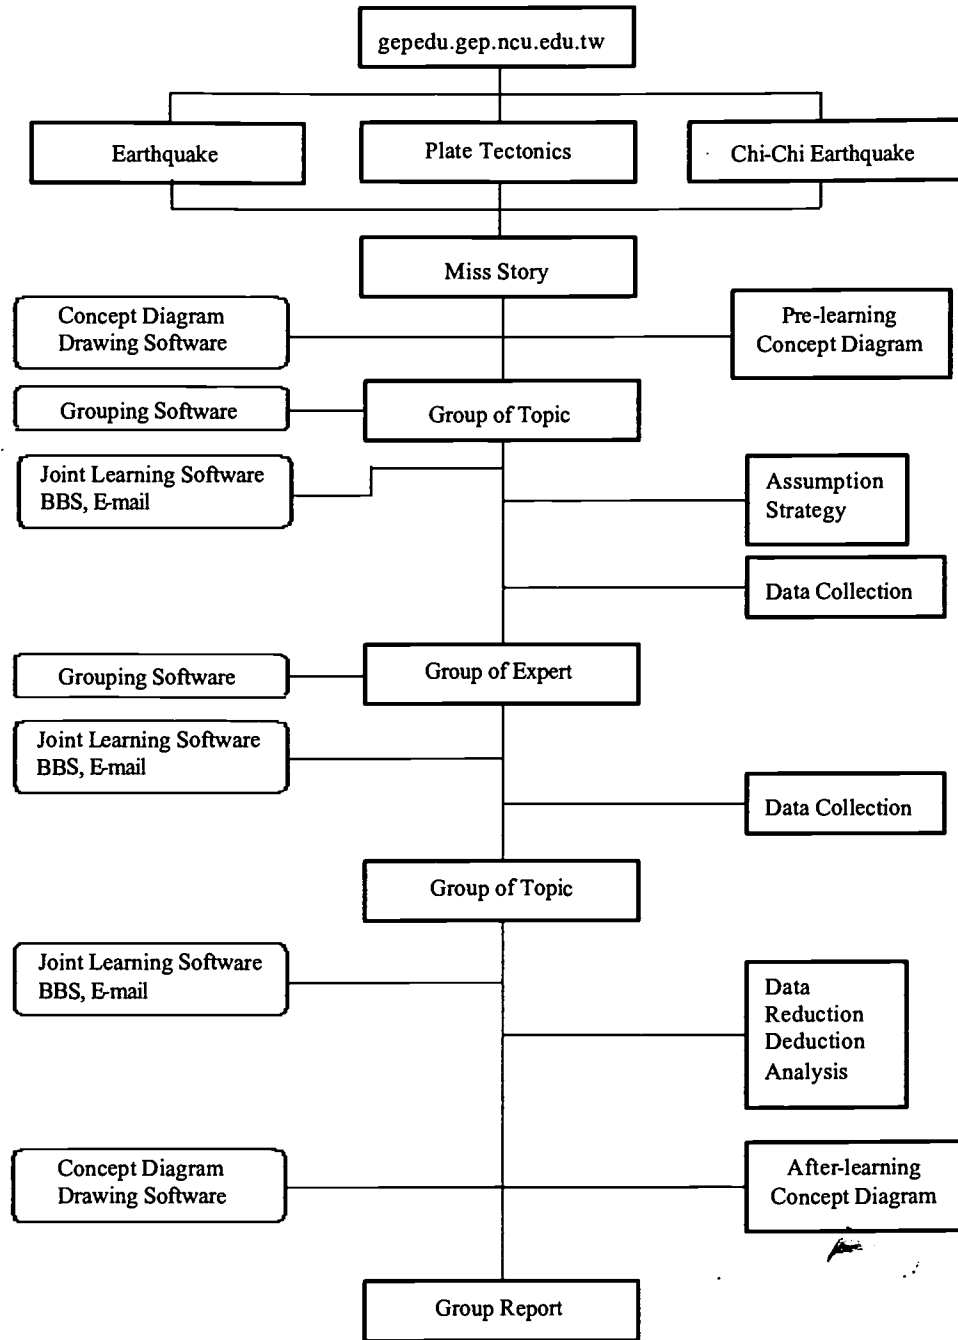 gepedu.gep.ncu.edu.tw
Earthquake
Plate Tectonics
Chi-Chi Earthquake
Miss Story
Concept Diagram
Drawing Software
Pre-learning
Concept Diagram
Grouping Software
Group of Topic
Joint Learning Software
BBS, E-mail
Assumption
Strategy
Data Collection
Grouping Software
Group of Expert
Joint Learning Software
BBS, E-mail
Data Collection
Group of Topic
Joint Learning Software
BBS, E-mail
Data
Reduction
Deduction
Analysis
Concept Diagram
Drawing Software
After-learning
Concept Diagram
Group Report